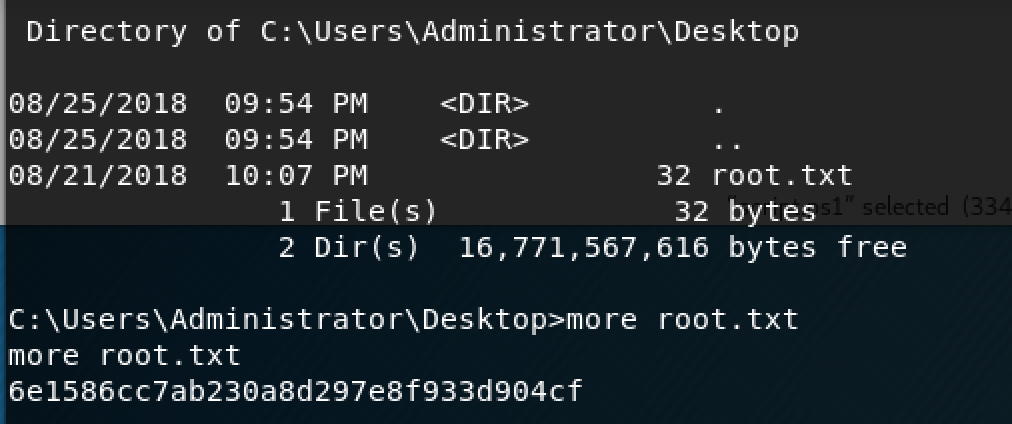 Directory of C:\Users\Administrator\Desktop
08/25/2018  09:54 PM    <DIR>          .
08/25/2018  09:54 PM    <DIR>          ..
08/21/2018  10:07 PM                32 root.txt
1 File(s)             32 bytes
selected (334
2 Dir(s)  16,771,567,616 bytes free
C:\Users\Administrator\Desktop>more root.txt
more root.txt
6e1586cc7ab230a8d297e8f933d904cf